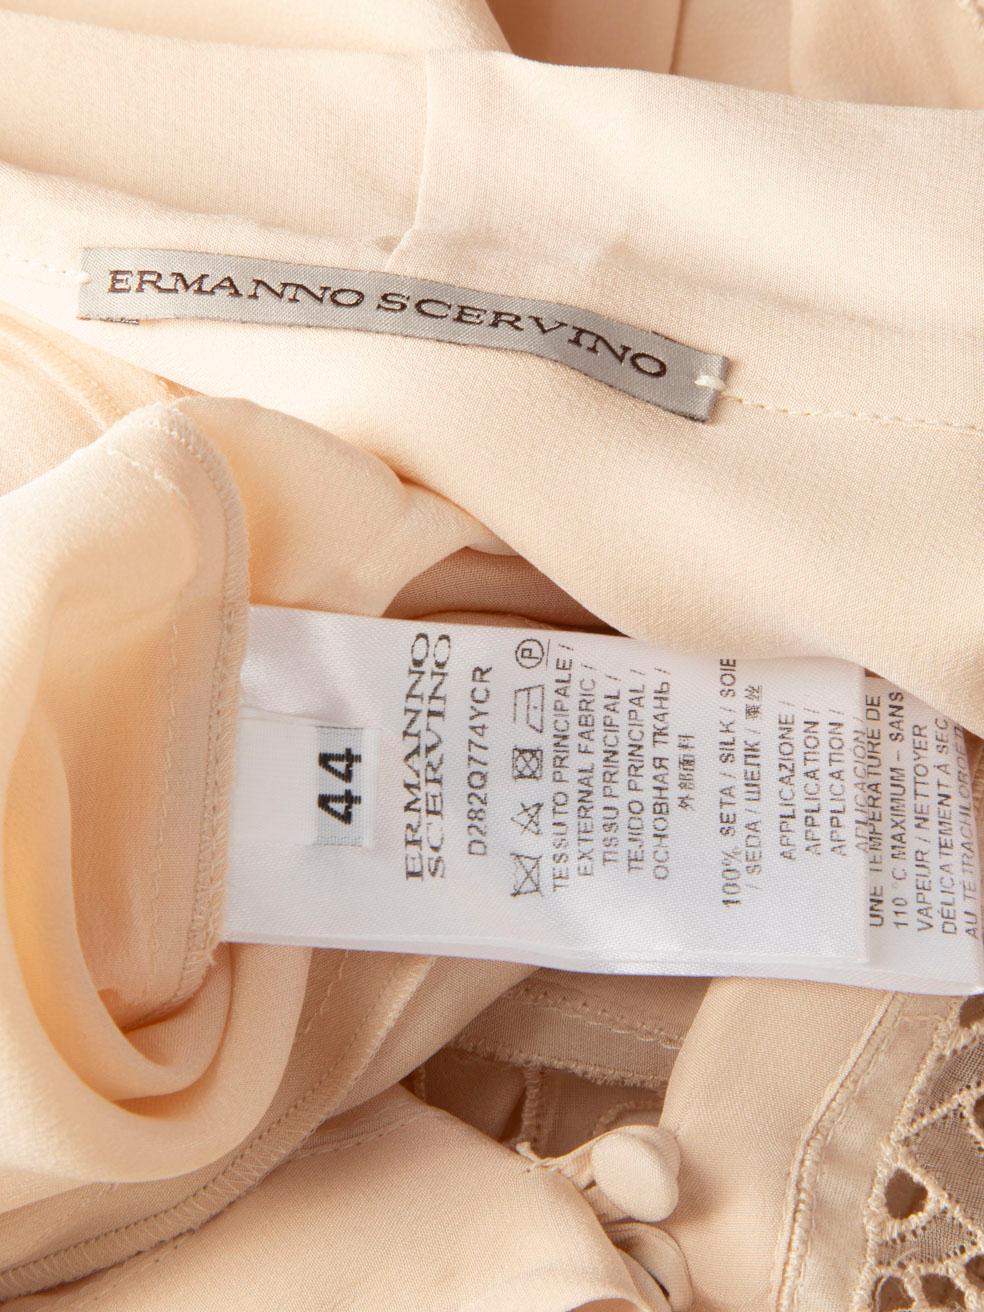 ERMANNO SCERVINO
44
ERMANNO
SCERVINO
D282Q774YCR
P
TESSUTO PRINCIPALE /
EXTERNAL FABRIC /
TISSU PRINCIPAL /
TEJIDO PRINCIPAL /
ОСНОВНАЯ ТКАНЬ /
外部面料
100% SETA / SILK / SOIE
/ SEDA / ШЕЛК / 蚕丝
APPLICAZIONE /
APPLICATION /
APPLICATION /
APLICACIÓN /
UNE TEMPÉRATURE DE
110 °C MAXIMUM – SANS
VAPEUR / NETTOYER
DÉLICATEMENT À SEC